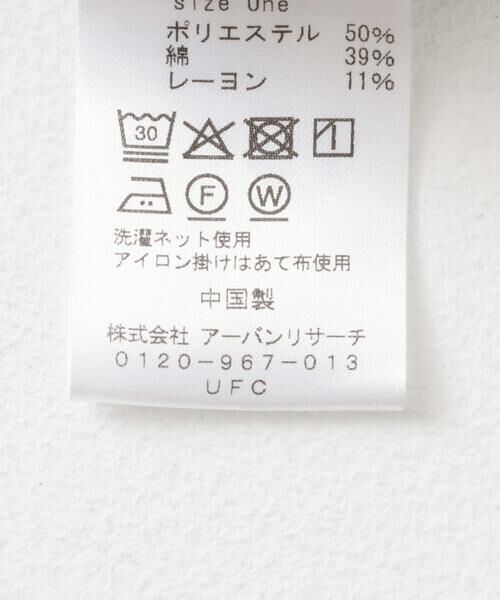 Size One
ポリエステル 50%
綿 39%
レーヨン 11%
30
F W
洗濯ネット使用
アイロン掛けはあて布使用
中国製
株式会社 アーバンリサーチ
0120-967-013
UFC